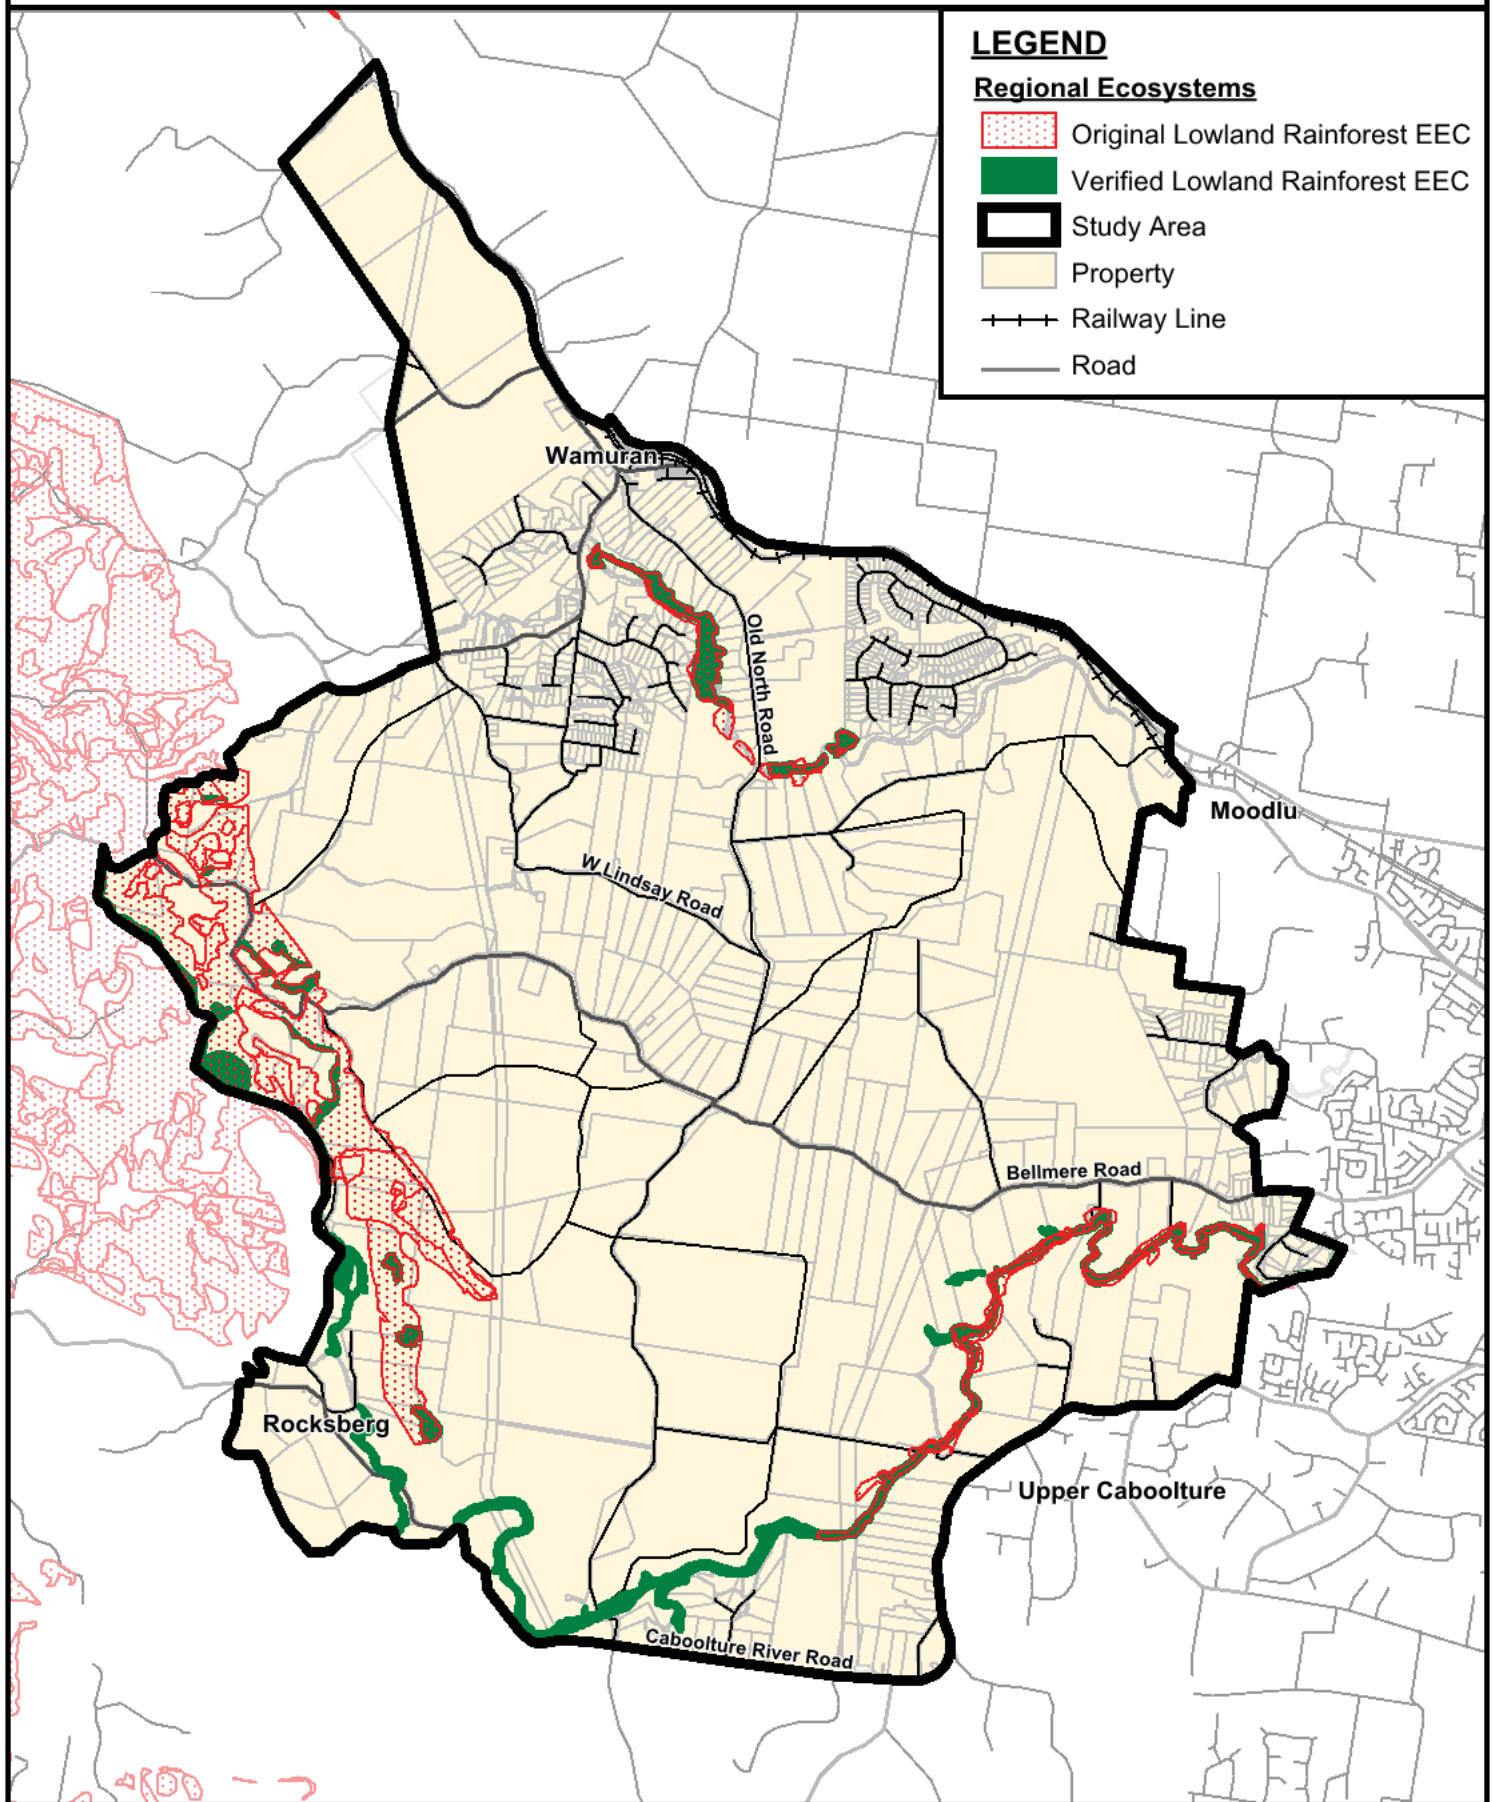 LEGEND
Regional Ecosystems
Original Lowland Rainforest EEC
Verified Lowland Rainforest EEC
Study Area
Property
Railway Line
Road
Wamuran
Old North Road
Moodlu
W Lindsay Road
Bellmere Road
Rocksberg
Upper Caboolture
Caboolture River Road